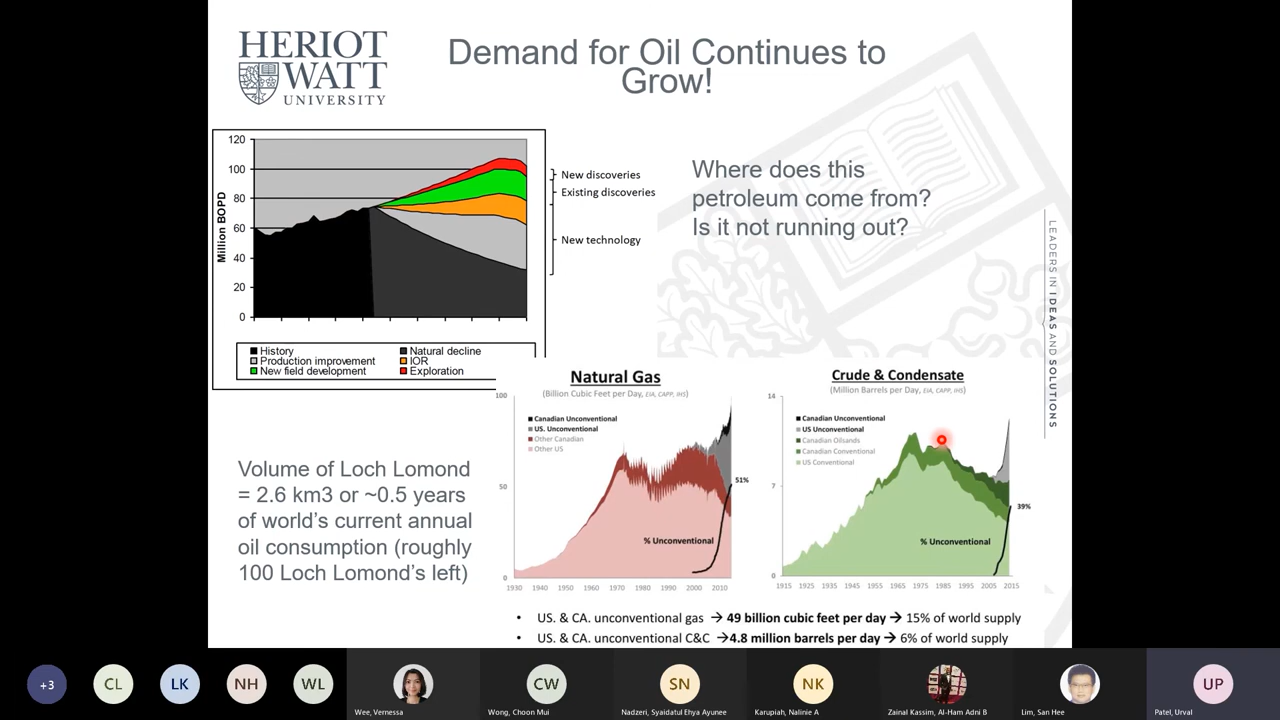 HERIOT
WATT
UNIVERSITY
Demand for Oil Continues to
Grow!
120
100
80
60
40
20
0
Million BOPD
New discoveries
Existing discoveries
New technology
History
Natural decline
Production improvement
IOR
New field development
Exploration
Where does this
petroleum come from?
Is it not running out?
LEADERS IN IDEAS AND SOLUTIONS
Volume of Loch Lomond
= 2.6 km3 or ~0.5 years
of world's current annual
oil consumption (roughly
100 Loch Lomond's left)
Natural Gas
(Billion Cubic Feet per Day, EIA, CAPP, IHS)
100
50
0
Canadian Unconventional
US. Unconventional
Other Canadian
Other US
51%
% Unconventional
1930 1940 1950 1960 1970 1980 1990 2000 2010
Crude & Condensate
(Million Barrels per Day, EIA, CAPP, IHS)
14
7
0
Canadian Unconventional
US Unconventional
Canadian Oilsands
Canadian Conventional
US Conventional
39%
% Unconventional
1915 1925 1935 1945 1955 1965 1975 1985 1995 2005 2015
• US. & CA. unconventional gas → 49 billion cubic feet per day → 15% of world supply
• US. & CA. unconventional C&C →4.8 million barrels per day → 6% of world supply
+3
CL
LK
NH
WL
CW
SN
NK
UP
Wee, Vernessa
Wong, Choon Mui
Nadzeri, Syaidatul Ehya Ayunee
Karupiah, Nalinie A
Zainal Kassim, Al-Ham Adni B
Lim, San Hee
Patel, Urval